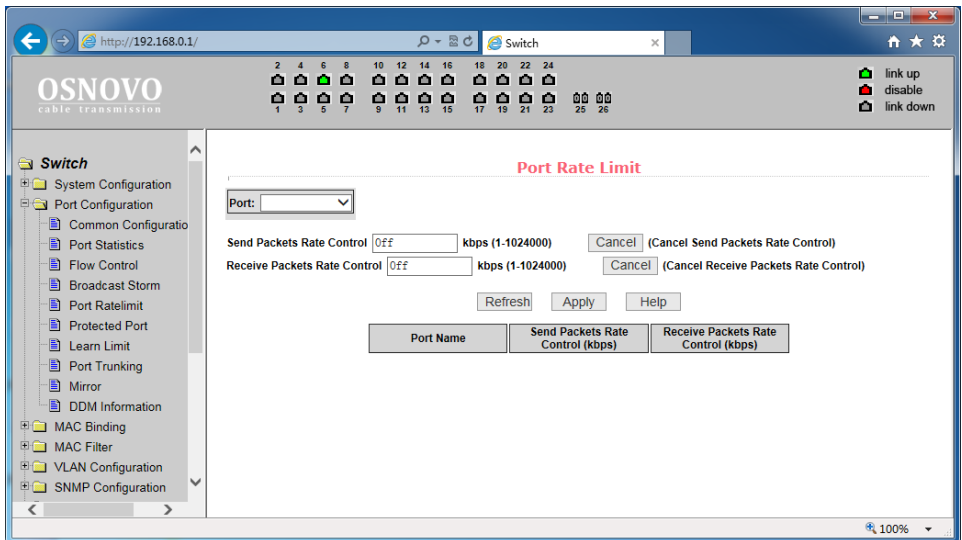 http://192.168.0.1/
Switch
OSNOVO
cable transmission
2 4 6 8 10 12 14 16 18 20 22 24
1 3 5 7 9 11 13 15 17 19 21 23 25 26
link up
disable
link down
Switch
System Configuration
Port Configuration
Common Configuratio
Port Statistics
Flow Control
Broadcast Storm
Port Ratelimit
Protected Port
Learn Limit
Port Trunking
Mirror
DDM Information
MAC Binding
MAC Filter
VLAN Configuration
SNMP Configuration
Port Rate Limit
Port:
Send Packets Rate Control Off kbps (1-1024000) Cancel (Cancel Send Packets Rate Control)
Receive Packets Rate Control Off kbps (1-1024000) Cancel (Cancel Receive Packets Rate Control)
Refresh Apply Help
Port Name Send Packets Rate Control (kbps) Receive Packets Rate Control (kbps)
100%